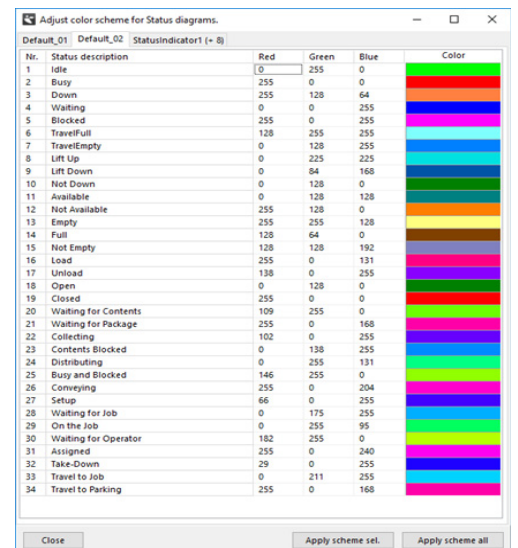 Adjust color scheme for Status diagrams.
Default_01 Default_02 StatusIndicator1 (+ 8)
Nr. Status description Red Green Blue Color
1 Idle 0 255 0
2 Busy 255 0 0
3 Down 255 128 64
4 Waiting 0 0 255
5 Blocked 255 0 255
6 TravelFull 128 255 255
7 TravelEmpty 0 128 255
8 Lift Up 0 225 225
9 Lift Down 0 84 168
10 Not Down 0 128 0
11 Available 0 128 128
12 Not Available 255 128 0
13 Empty 255 255 128
14 Full 128 64 0
15 Not Empty 128 128 192
16 Load 255 0 131
17 Unload 138 0 255
18 Open 0 128 0
19 Closed 255 0 0
20 Waiting for Contents 109 255 0
21 Waiting for Package 255 0 168
22 Collecting 102 0 255
23 Contents Blocked 0 138 255
24 Distributing 0 255 131
25 Busy and Blocked 146 255 0
26 Conveying 255 0 204
27 Setup 66 0 255
28 Waiting for Job 0 175 255
29 On the Job 0 255 95
30 Waiting for Operator 182 255 0
31 Assigned 255 0 240
32 Take-Down 29 0 255
33 Travel to Job 0 211 255
34 Travel to Parking 255 0 168
Close Apply scheme sel. Apply scheme all